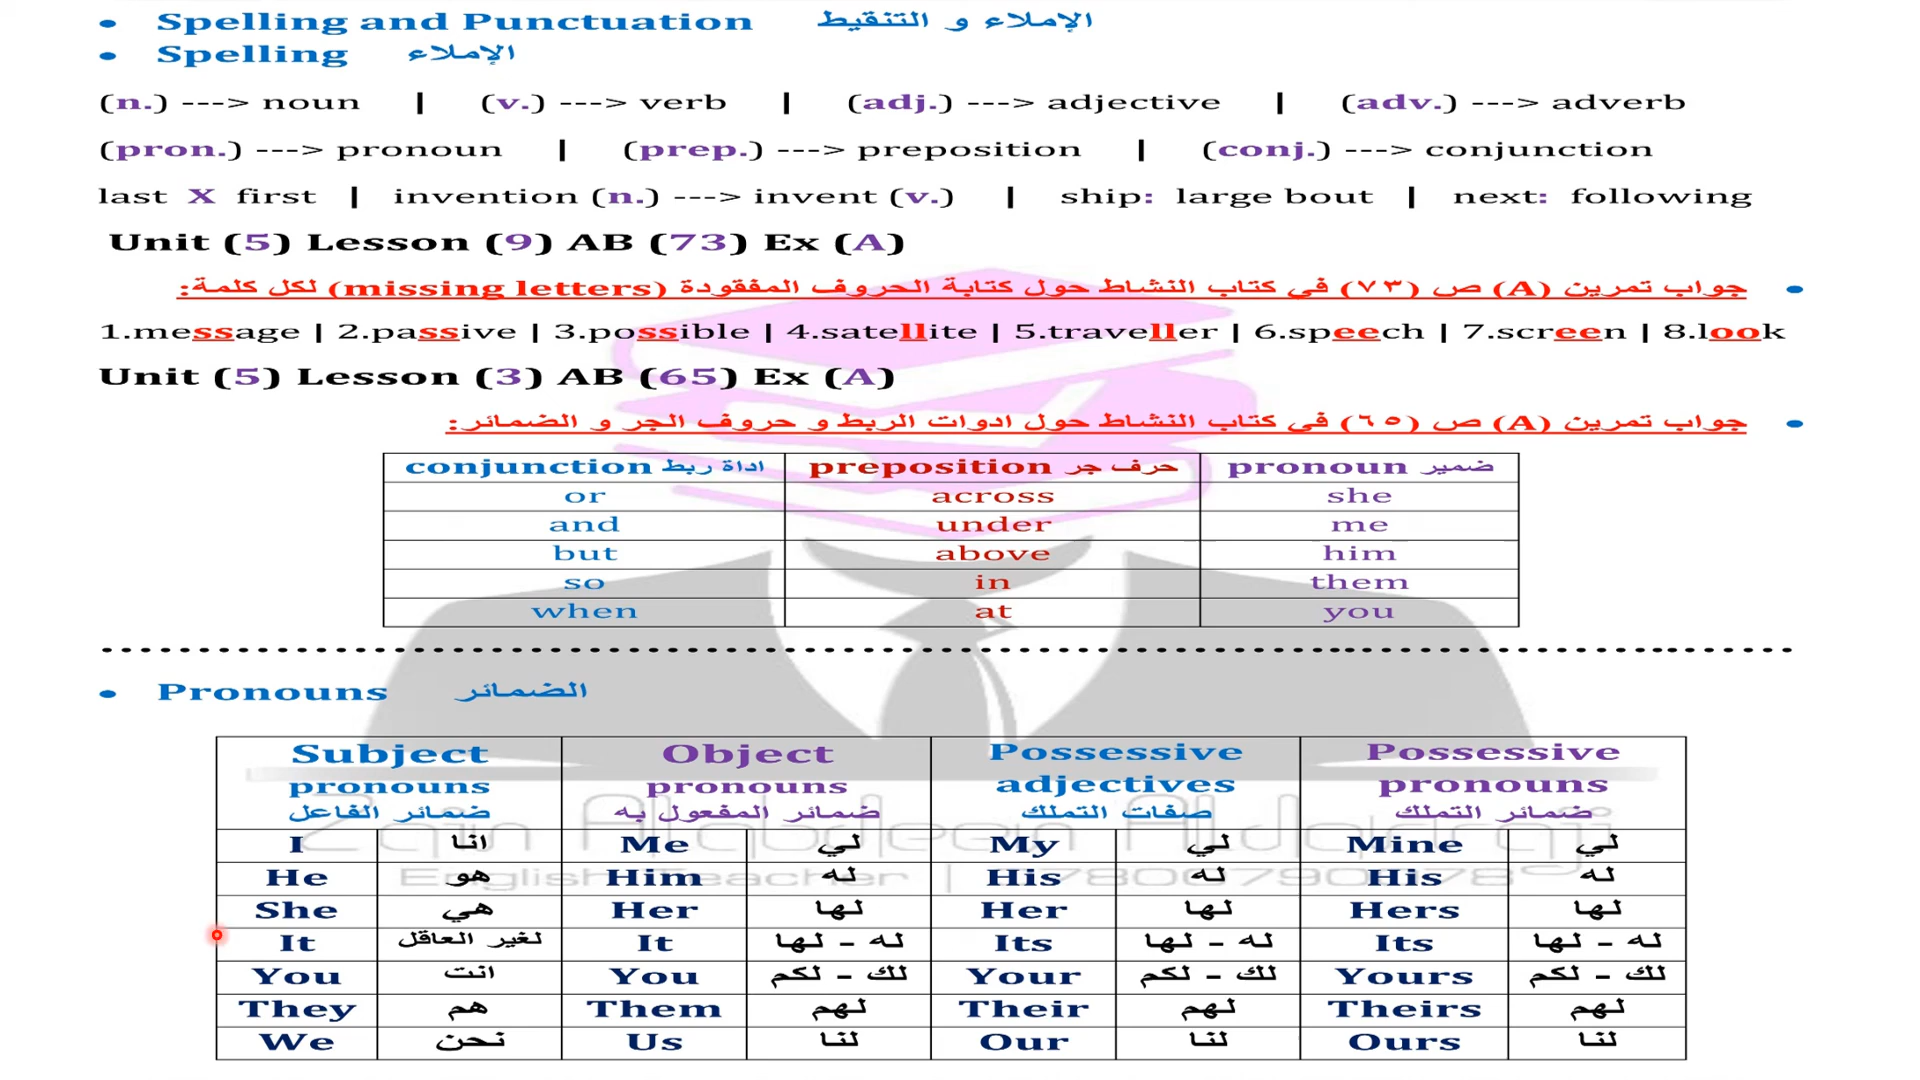 • Spelling and Punctuation الإملاء و التنقيط
• Spelling الإملاء
(n.) ---> noun | (v.) ---> verb | (adj.) ---> adjective | (adv.) ---> adverb
(pron.) ---> pronoun | (prep.) ---> preposition | (conj.) ---> conjunction
last X first | invention (n.) ---> invent (v.) | ship: large bout | next: following
Unit (5) Lesson (9) AB (73) Ex (A)
• جواب تمرين (A) ص (٧٣) في كتاب النشاط حول كتابة الحروف المفقودة (missing letters) لكل كلمة:
1.message | 2.passive | 3.possible | 4.satellite | 5.traveller | 6.speech | 7.screen | 8.look
Unit (5) Lesson (3) AB (65) Ex (A)
• جواب تمرين (A) ص (٦٥) في كتاب النشاط حول ادوات الربط و حروف الجر و الضمائر:
conjunction اداة ربط preposition حرف جر pronoun ضمير
or across she
and under me
but above him
so in them
when at you
• Pronouns الضمائر
Subject Object Possessive Possessive
pronouns pronouns adjectives pronouns
ضمائر الفاعل ضمائر المفعول به صفات التملك ضمائر التملك
I انا Me لي My لي Mine لي
He هو Him له His له His له
She هي Her لها Her لها Hers لها
It لغير العاقل It له - لها Its له - لها Its له - لها
You انت You لك - لكم Your لك - لكم Yours لك - لكم
They هم Them لهم Their لهم Theirs لهم
We نحن Us لنا Our لنا Ours لنا
Zain Alabdeen Aldarraji
English Teacher |